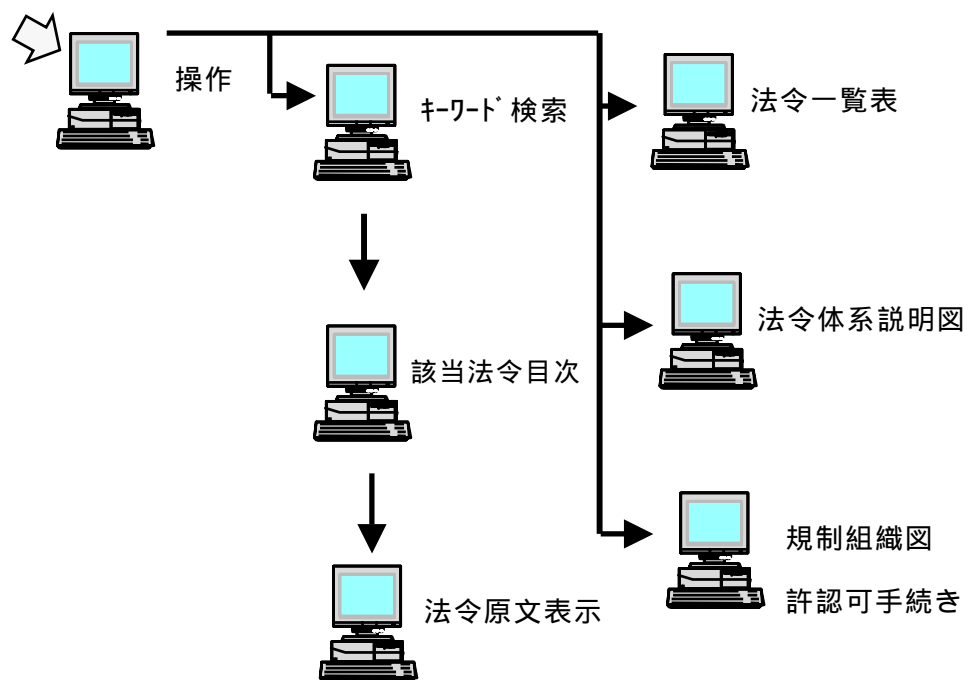 操作
ｷｰﾜｰﾄﾞ検索
法令一覧表
法令体系説明図
該当法令目次
規制組織図
許認可手続き
法令原文表示